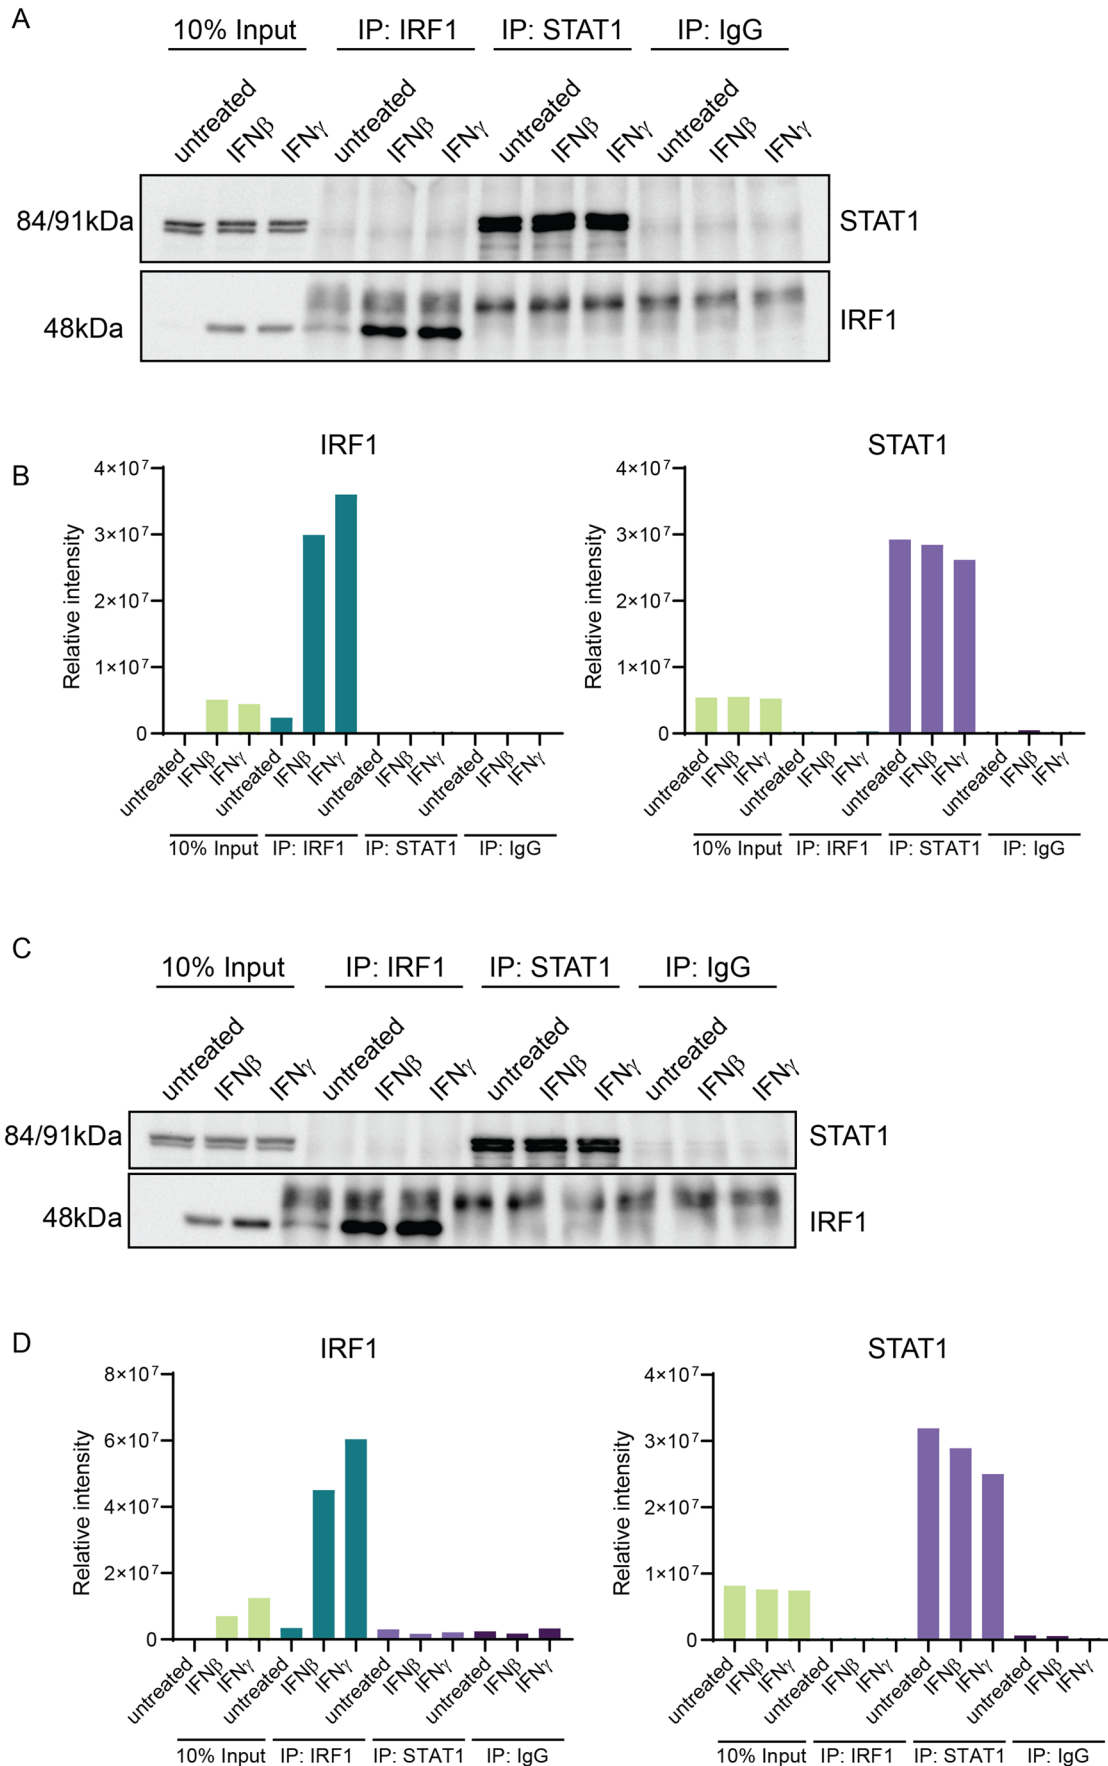 A
10% Input IP: IRF1 IP: STAT1 IP: IgG
untreated IFNβ IFNγ untreated IFNβ IFNγ untreated IFNβ IFNγ untreated IFNβ IFNγ
84/91kDa STAT1
48kDa IRF1
B
IRF1
Relative intensity
4×10⁷
3×10⁷
2×10⁷
1×10⁷
0
untreated IFNβ IFNγ untreated IFNβ IFNγ untreated IFNβ IFNγ untreated IFNβ IFNγ
10% Input IP: IRF1 IP: STAT1 IP: IgG
STAT1
Relative intensity
4×10⁷
3×10⁷
2×10⁷
1×10⁷
0
untreated IFNβ IFNγ untreated IFNβ IFNγ untreated IFNβ IFNγ untreated IFNβ IFNγ
10% Input IP: IRF1 IP: STAT1 IP: IgG
C
10% Input IP: IRF1 IP: STAT1 IP: IgG
untreated IFNβ IFNγ untreated IFNβ IFNγ untreated IFNβ IFNγ untreated IFNβ IFNγ
84/91kDa STAT1
48kDa IRF1
D
IRF1
Relative intensity
8×10⁷
6×10⁷
4×10⁷
2×10⁷
0
untreated IFNβ IFNγ untreated IFNβ IFNγ untreated IFNβ IFNγ untreated IFNβ IFNγ
10% Input IP: IRF1 IP: STAT1 IP: IgG
STAT1
Relative intensity
4×10⁷
3×10⁷
2×10⁷
1×10⁷
0
untreated IFNβ IFNγ untreated IFNβ IFNγ untreated IFNβ IFNγ untreated IFNβ IFNγ
10% Input IP: IRF1 IP: STAT1 IP: IgG